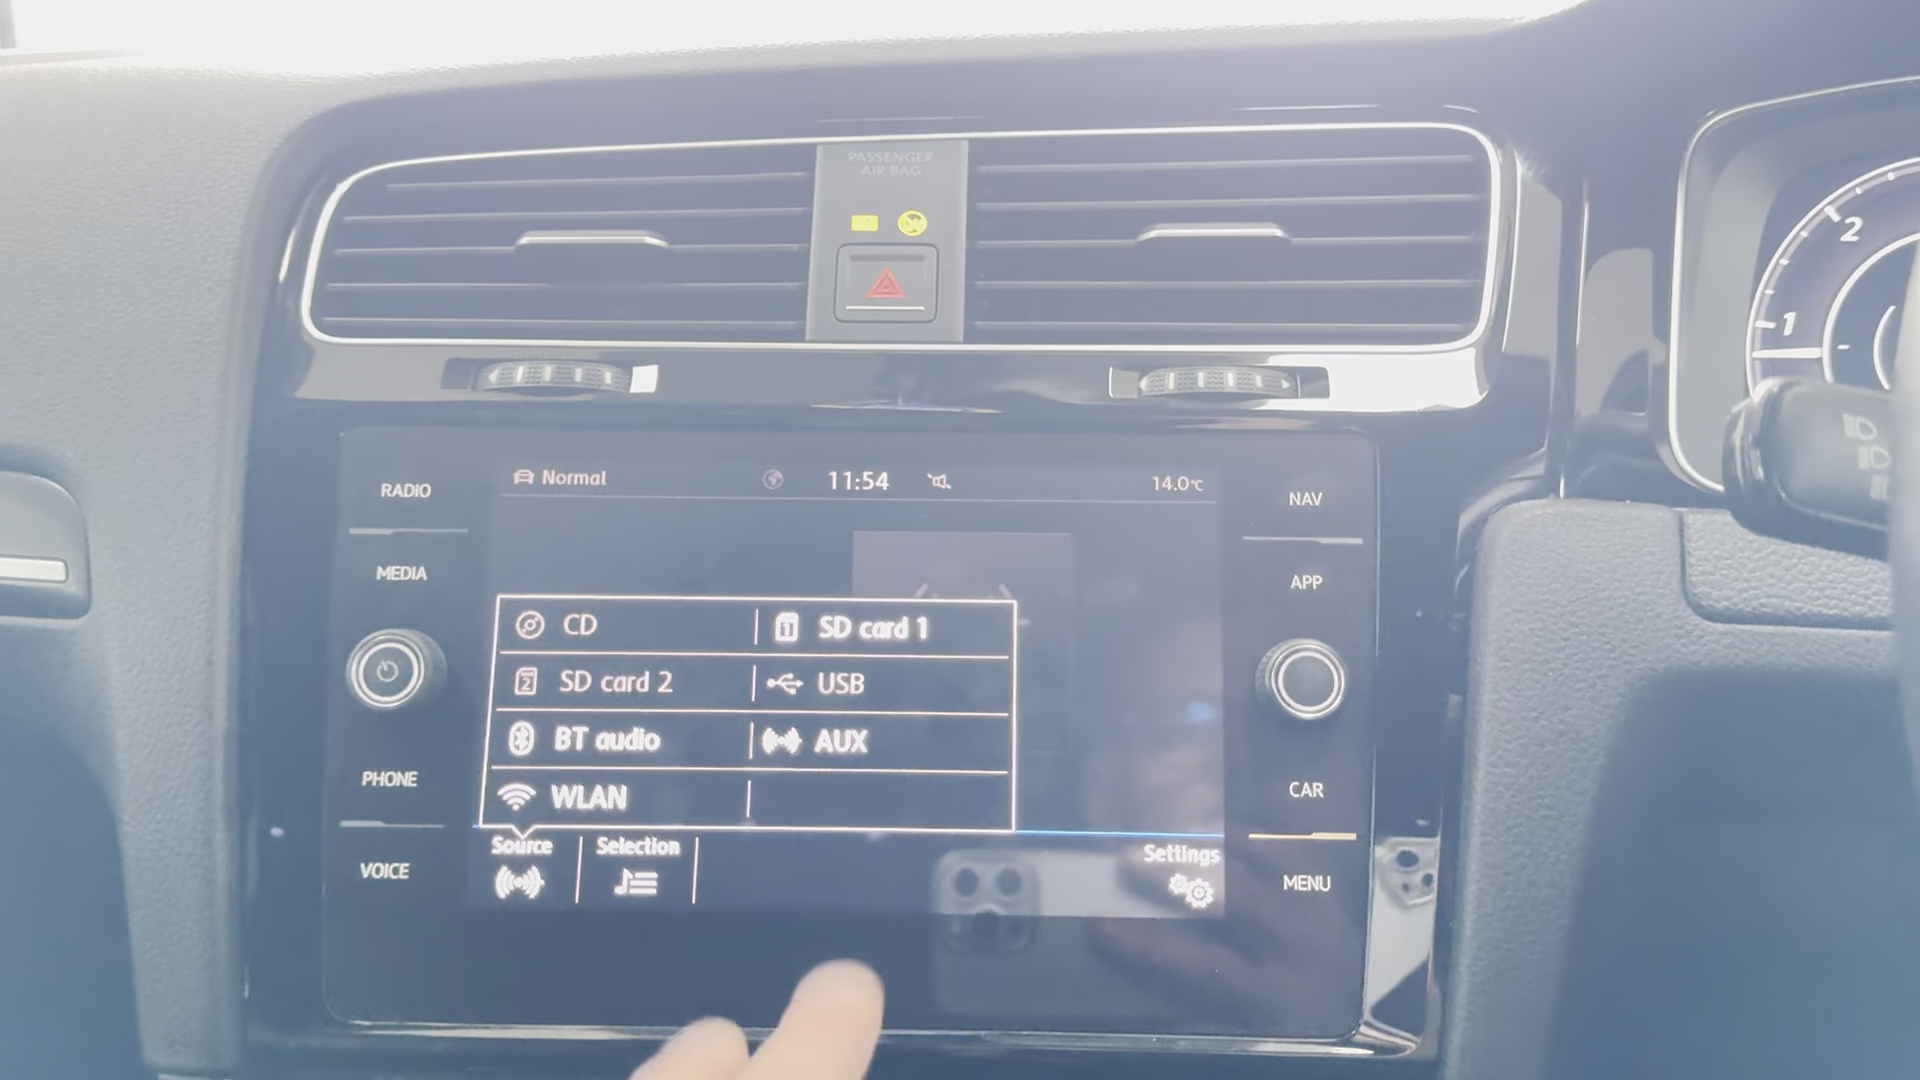 PASSENGER
AIR BAG
2
1
RADIO
MEDIA
PHONE
VOICE
Normal
11:54
14.0°C
CD
SD card 1
SD card 2
USB
BT audio
AUX
WLAN
Source
Selection
Settings
NAV
APP
CAR
MENU